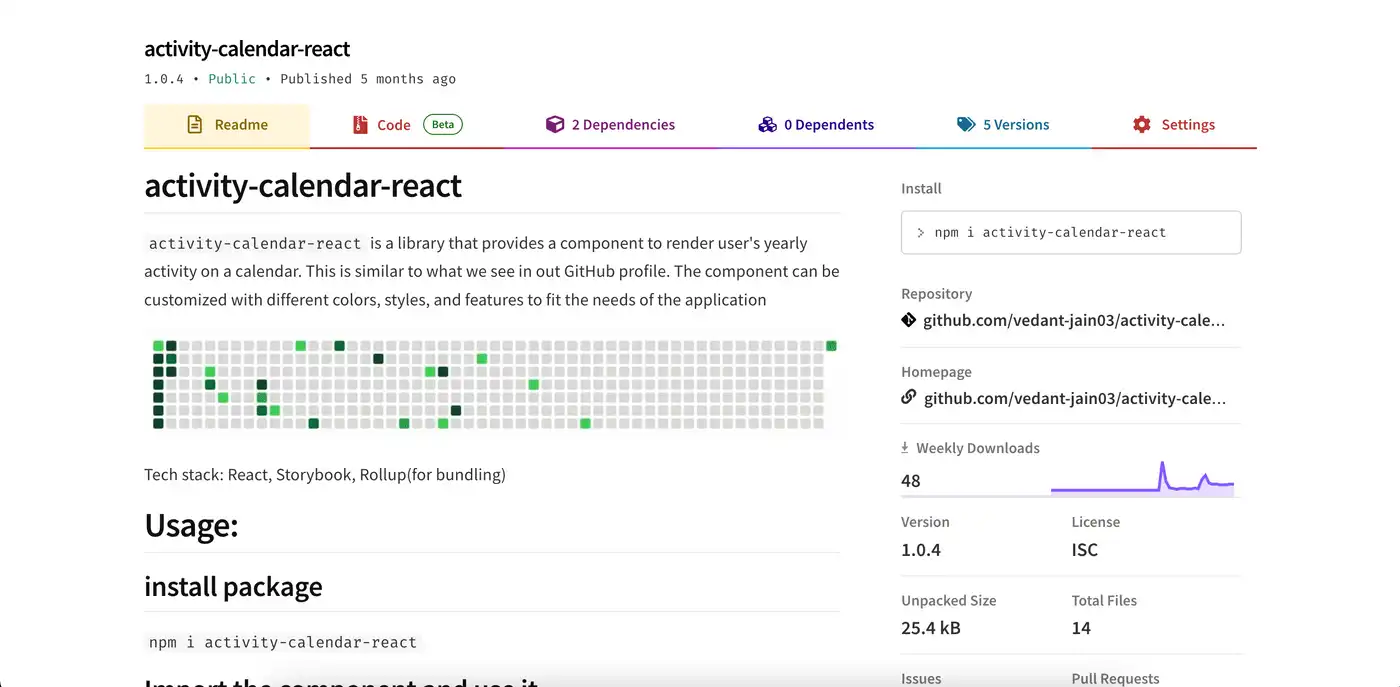 activity-calendar-react
1.0.4 • Public • Published 5 months ago
Readme
Code Beta
2 Dependencies
0 Dependents
5 Versions
Settings
activity-calendar-react
activity-calendar-react is a library that provides a component to render user's yearly
activity on a calendar. This is similar to what we see in out GitHub profile. The component can be
customized with different colors, styles, and features to fit the needs of the application
Tech stack: React, Storybook, Rollup(for bundling)
Usage:
install package
npm i activity-calendar-react
Import the component and use it
Install
> npm i activity-calendar-react
Repository
github.com/vedant-jain03/activity-cale...
Homepage
github.com/vedant-jain03/activity-cale...
Weekly Downloads
48
Version
License
1.0.4
ISC
Unpacked Size
Total Files
25.4 kB
14
Issues
Pull Requests